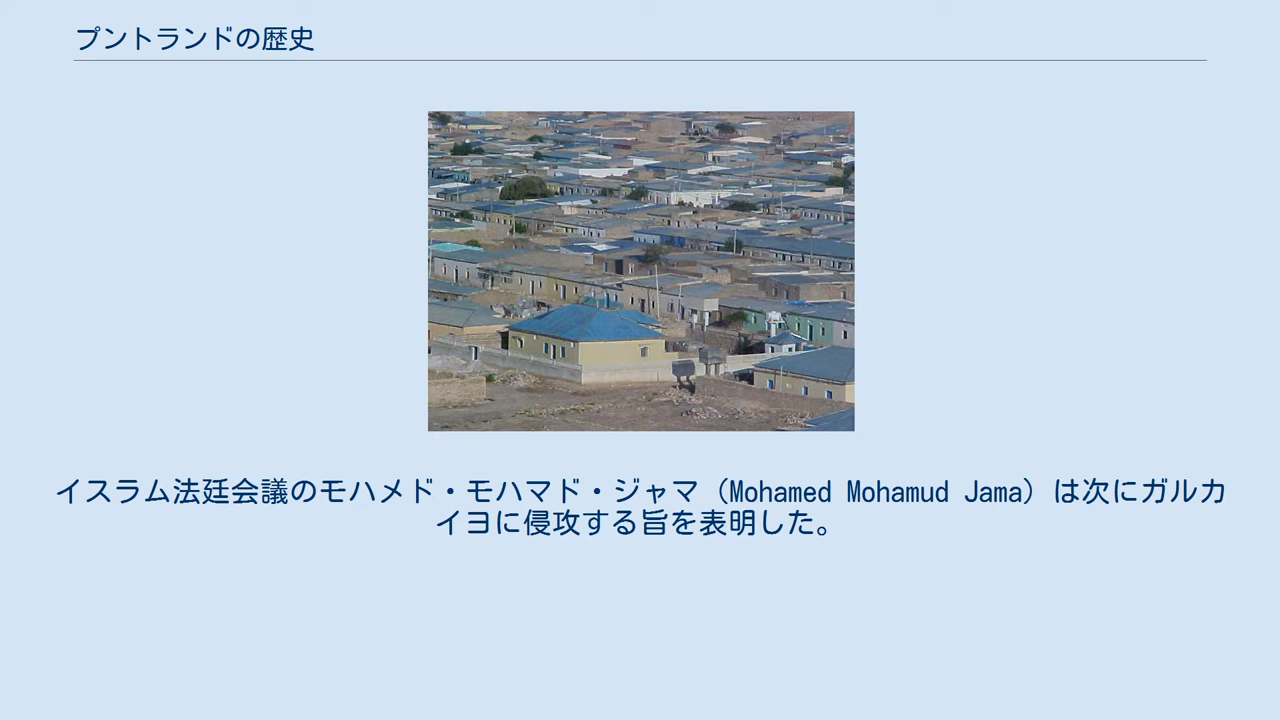 プントランドの歴史
イスラム法廷会議のモハメド・モハマド・ジャマ（Mohamed Mohamud Jama）は次にガルカ
イヨに侵攻する旨を表明した。